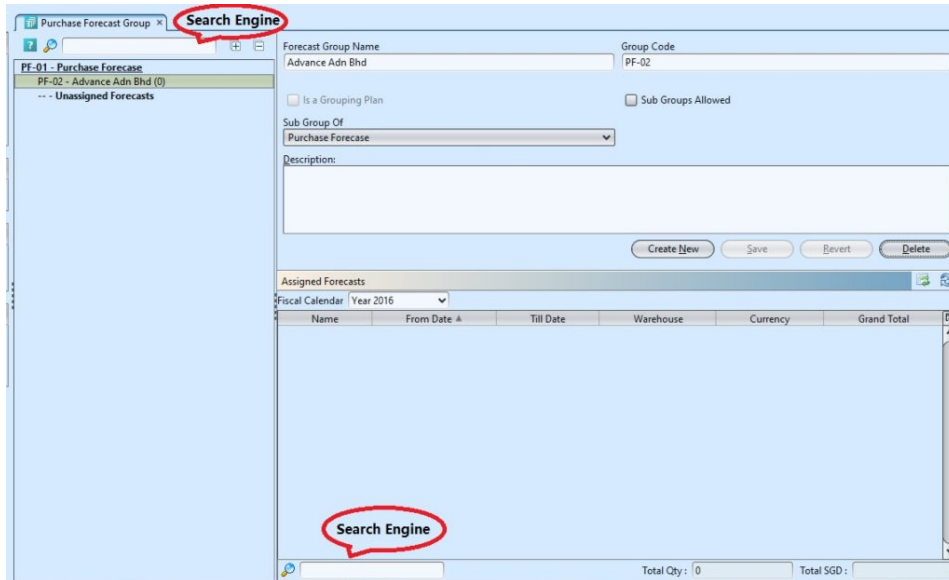 Purchase Forecast Group ×
Search Engine
PF-01 - Purchase Forecase
PF-02 - Advance Adn Bhd (0)
-- - Unassigned Forecasts
Forecast Group Name
Group Code
Advance Adn Bhd
PF-02
Is a Grouping Plan
Sub Groups Allowed
Sub Group Of
Purchase Forecase
Description:
Create New
Save
Revert
Delete
Assigned Forecasts
Fiscal Calendar Year 2016
Name From Date Till Date Warehouse Currency Grand Total
Search Engine
Total Qty : 0 Total SGD :